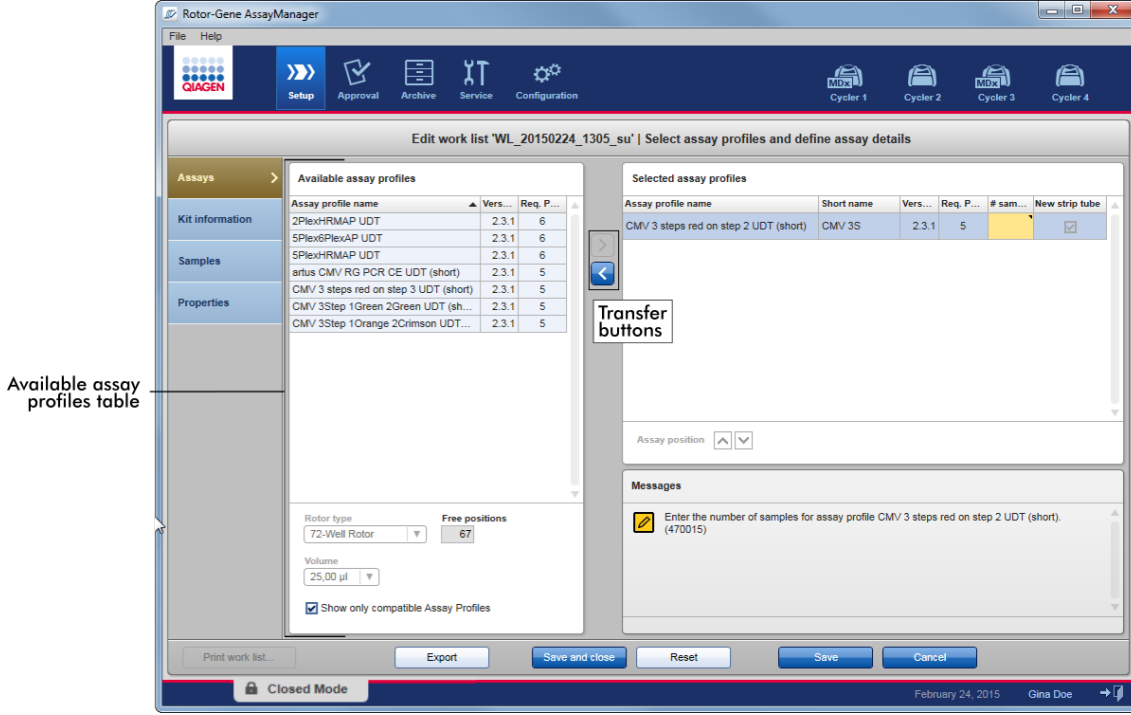 Rotor-Gene AssayManager
File Help
QIAGEN
Setup Approval Archive Service Configuration
MDx MDx
Cycler 1 Cycler 2 Cycler 3 Cycler 4
Edit work list 'WL_20150224_1305_su' | Select assay profiles and define assay details
Assays
Kit information
Samples
Properties
Available assay profiles
Assay profile name Vers... Req. P...
2PlexHRMAP UDT 2.3.1 6
5Plex6PlexAP UDT 2.3.1 6
5PlexHRMAP UDT 2.3.1 6
artus CMV RG PCR CE UDT (short) 2.3.1 5
CMV 3 steps red on step 3 UDT (short) 2.3.1 5
CMV 3Step 1Green 2Green UDT (sh... 2.3.1 5
CMV 3Step 1Orange 2Crimson UDT... 2.3.1 5
Rotor type Free positions
72-Well Rotor 67
Volume
25,00 µl
Show only compatible Assay Profiles
Transfer
buttons
Available assay
profiles table
Selected assay profiles
Assay profile name Short name Vers... Req. P... # sam... New strip tube
CMV 3 steps red on step 2 UDT (short) CMV 3S 2.3.1 5
Assay position
Messages
Enter the number of samples for assay profile CMV 3 steps red on step 2 UDT (short).
(470015)
Print work list... Export Save and close Reset Save Cancel
Closed Mode
February 24, 2015 Gina Doe